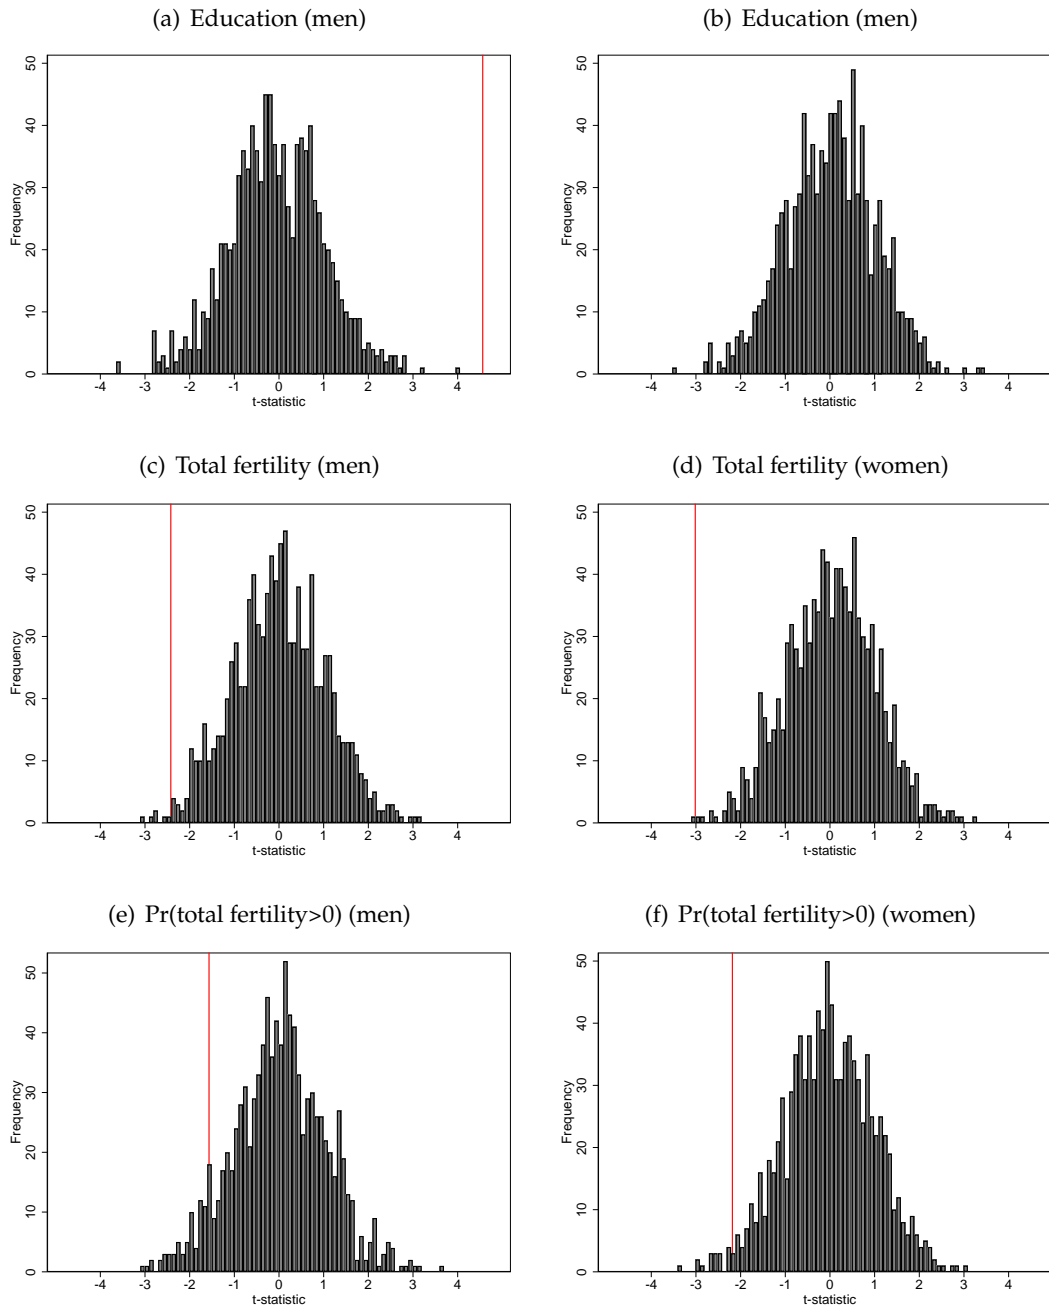 (a) Education (men)
(b) Education (men)
50
40
30
20
10
0
Frequency
-4 -3 -2 -1 0 1 2 3 4
t-statistic
50
40
30
20
10
0
Frequency
-4 -3 -2 -1 0 1 2 3 4
t-statistic
(c) Total fertility (men)
(d) Total fertility (women)
50
40
30
20
10
0
Frequency
-4 -3 -2 -1 0 1 2 3 4
t-statistic
50
40
30
20
10
0
Frequency
-4 -3 -2 -1 0 1 2 3 4
t-statistic
(e) Pr(total fertility>0) (men)
(f) Pr(total fertility>0) (women)
50
40
30
20
10
0
Frequency
-4 -3 -2 -1 0 1 2 3 4
t-statistic
50
40
30
20
10
0
Frequency
-4 -3 -2 -1 0 1 2 3 4
t-statistic